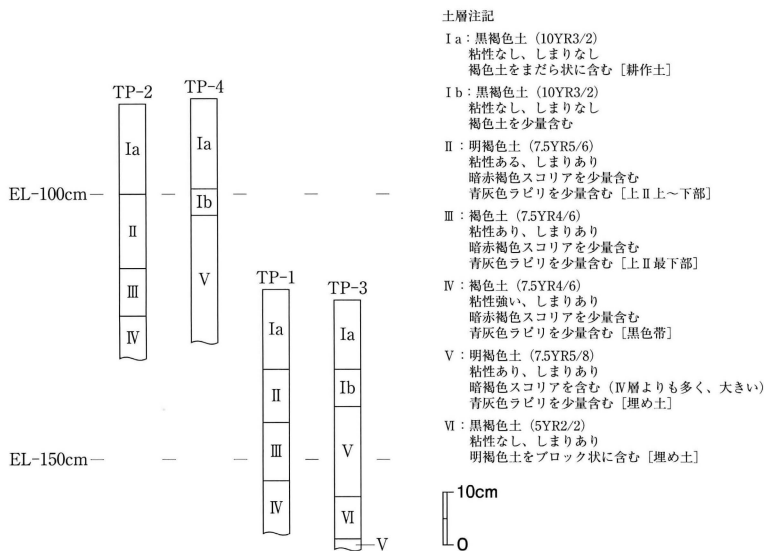 土層注記
Ⅰa：黒褐色土（10YR3/2）
粘性なし、しまりなし
褐色土をまだら状に含む［耕作土］
Ⅰb：黒褐色土（10YR3/2）
粘性なし、しまりなし
褐色土を少量含む
Ⅱ：明褐色土（7.5YR5/6）
粘性ある、しまりあり
暗赤褐色スコリアを少量含む
青灰色ラピリを少量含む［上Ⅱ上～下部］
Ⅲ：褐色土（7.5YR4/6）
粘性あり、しまりあり
暗赤褐色スコリアを少量含む
青灰色ラピリを少量含む［上Ⅱ最下部］
Ⅳ：褐色土（7.5YR4/6）
粘性強い、しまりあり
暗赤褐色スコリアを少量含む
青灰色ラピリを少量含む［黒色帯］
Ⅴ：明褐色土（7.5YR5/8）
粘性あり、しまりあり
暗褐色スコリアを含む（Ⅳ層よりも多く、大きい）
青灰色ラピリを少量含む［埋め土］
Ⅵ：黒褐色土（5YR2/2）
粘性なし、しまりあり
明褐色土をブロック状に含む［埋め土］
TP-2
Ⅰa
Ⅱ
Ⅲ
Ⅳ
TP-4
Ⅰa
Ⅰb
Ⅴ
TP-1
Ⅰa
Ⅱ
Ⅲ
Ⅳ
TP-3
Ⅰa
Ⅰb
Ⅴ
Ⅵ
Ⅴ
EL-100cm
EL-150cm
10cm
0